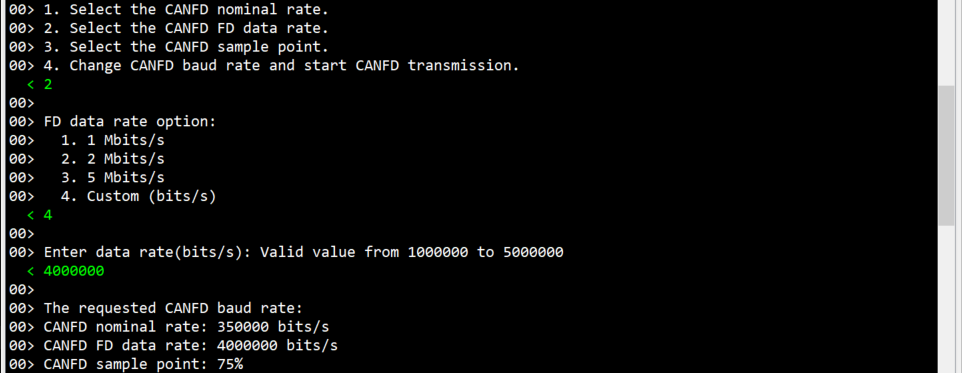 00> 1. Select the CANFD nominal rate.
00> 2. Select the CANFD FD data rate.
00> 3. Select the CANFD sample point.
00> 4. Change CANFD baud rate and start CANFD transmission.
< 2
00>
00> FD data rate option:
00> 1. 1 Mbits/s
00> 2. 2 Mbits/s
00> 3. 5 Mbits/s
00> 4. Custom (bits/s)
< 4
00>
00> Enter data rate(bits/s): Valid value from 1000000 to 5000000
< 4000000
00>
00> The requested CANFD baud rate:
00> CANFD nominal rate: 350000 bits/s
00> CANFD FD data rate: 4000000 bits/s
00> CANFD sample point: 75%